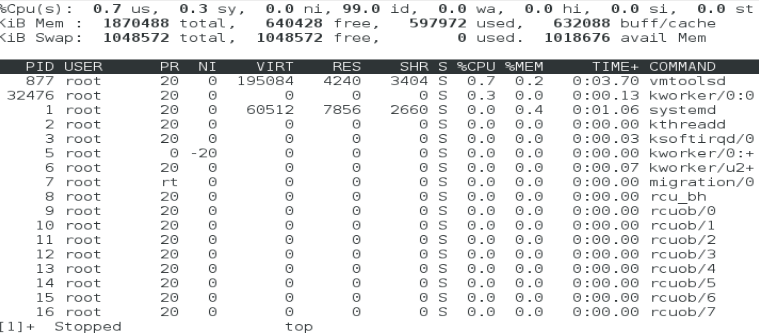 %Cpu(s):  0.7 us,  0.3 sy,  0.0 ni, 99.0 id,  0.0 wa,  0.0 hi,  0.0 si,  0.0 st
KiB Mem :  1870488 total,   640428 free,   597972 used,   632088 buff/cache
KiB Swap:  1048572 total,  1048572 free,        0 used.  1018676 avail Mem
PID USER      PR  NI    VIRT    RES    SHR S %CPU %MEM     TIME+ COMMAND
877 root      20   0  195084   4240   3404 S  0.7  0.2   0:03.70 vmtoolsd
32476 root      20   0       0      0      0 S  0.3  0.0   0:00.13 kworker/0:0
1 root      20   0   60512   7856   2660 S  0.0  0.4   0:01.06 systemd
2 root      20   0       0      0      0 S  0.0  0.0   0:00.00 kthreadd
3 root      20   0       0      0      0 S  0.0  0.0   0:00.03 ksoftirqd/0
5 root       0 -20       0      0      0 S  0.0  0.0   0:00.00 kworker/0:+
6 root      20   0       0      0      0 S  0.0  0.0   0:00.07 kworker/u2+
7 root      rt   0       0      0      0 S  0.0  0.0   0:00.00 migration/0
8 root      20   0       0      0      0 S  0.0  0.0   0:00.00 rcu_bh
9 root      20   0       0      0      0 S  0.0  0.0   0:00.00 rcuob/0
10 root      20   0       0      0      0 S  0.0  0.0   0:00.00 rcuob/1
11 root      20   0       0      0      0 S  0.0  0.0   0:00.00 rcuob/2
12 root      20   0       0      0      0 S  0.0  0.0   0:00.00 rcuob/3
13 root      20   0       0      0      0 S  0.0  0.0   0:00.00 rcuob/4
14 root      20   0       0      0      0 S  0.0  0.0   0:00.00 rcuob/5
15 root      20   0       0      0      0 S  0.0  0.0   0:00.00 rcuob/6
16 root      20   0       0      0      0 S  0.0  0.0   0:00.00 rcuob/7
[1]+  Stopped                 top